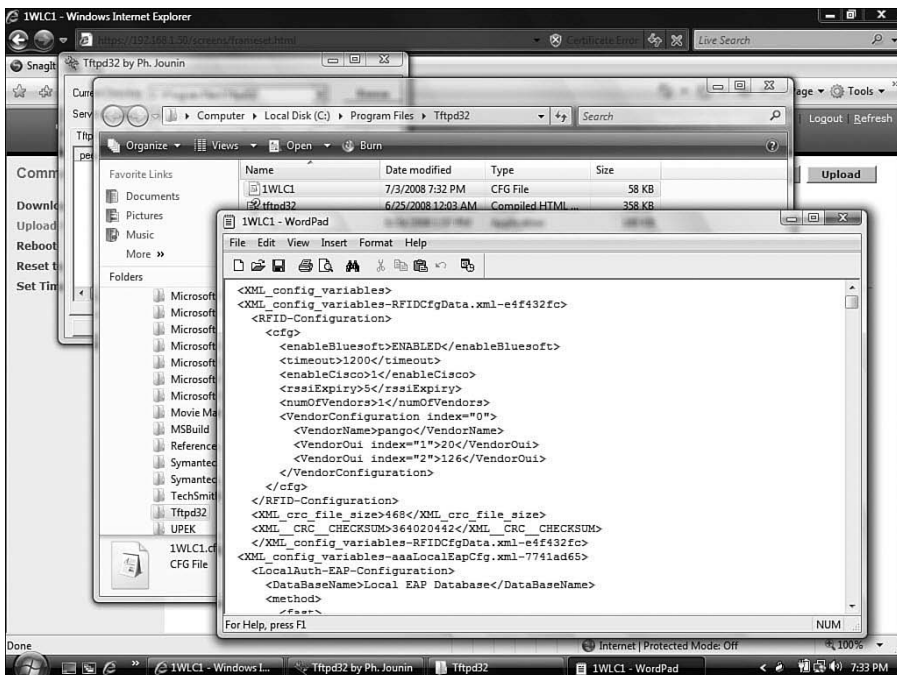 1WLC1 - Windows Internet Explorer
https://192.168.1.50/screens/frameset.html
Certificate Error
Live Search
SnagIt
Tftpd32 by Ph. Jounin
Page
Tools
Curre
Serv
Computer
Local Disk (C:)
Program Files
Tftpd32
Search
Logout
Refresh
Tftp
Organize
Views
Open
Burn
pee
Comm
Favorite Links
Name
Date modified
Type
Size
Upload
1WLC1
7/3/2008 7:32 PM
CFG File
58 KB
Downlo
Documents
tftpd32
6/25/2008 12:03 AM
Compiled HTML ...
358 KB
Upload
Pictures
1WLC1 - WordPad
Reboot
Music
File Edit View Insert Format Help
Reset t
More »
Set Tim
Folders
Microsoft
Microsoft
Microsoft
Microsoft
Microsoft
Microsoft
Microsoft
Movie Ma
MSBuild
Reference
Symantec
Symantec
TechSmit
Tftpd32
UPEK
1WLC1.cf
CFG File
<XML_config_variables>
<XML_config_variables-RFIDCfgData.xml-e4f432fc>
<RFID-Configuration>
<cfg>
<enableBluesoft>ENABLED</enableBluesoft>
<timeout>1200</timeout>
<enableCisco>1</enableCisco>
<rssiExpiry>5</rssiExpiry>
<numOfVendors>1</numOfVendors>
<VendorConfiguration index="0">
<VendorName>pango</VendorName>
<VendorOui index="1">20</VendorOui>
<VendorOui index="2">126</VendorOui>
</VendorConfiguration>
</cfg>
</RFID-Configuration>
<XML_crc_file_size>468</XML_crc_file_size>
<XML__CRC__CHECKSUM>364020442</XML__CRC__CHECKSUM>
</XML_config_variables-RFIDCfgData.xml-e4f432fc>
<XML_config_variables-aaaLocalEapCfg.xml-7741ad65>
<LocalAuth-EAP-Configuration>
<DataBaseName>Local EAP Database</DataBaseName>
<method>
<fast>
For Help, press F1
NUM
Done
Internet | Protected Mode: Off
100%
1WLC1 - Windows I...
Tftpd32 by Ph. Jounin
Tftpd32
1WLC1 - WordPad
7:33 PM